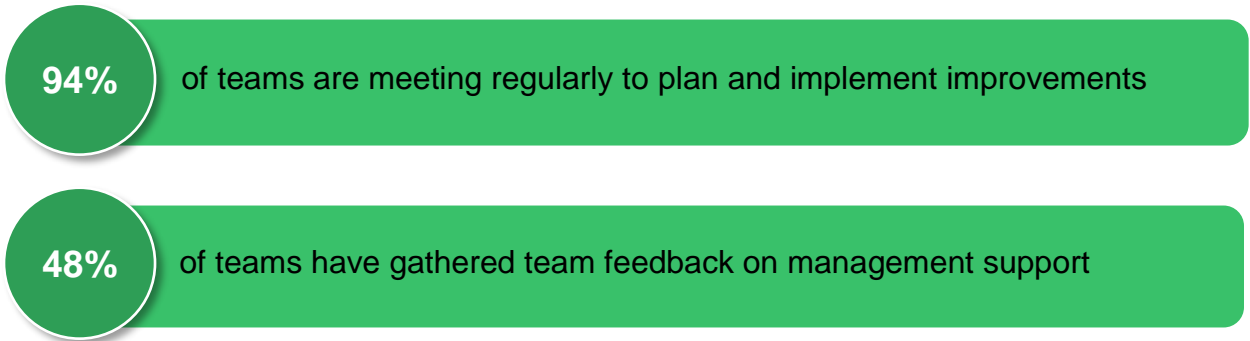 94%
of teams are meeting regularly to plan and implement improvements
48%
of teams have gathered team feedback on management support